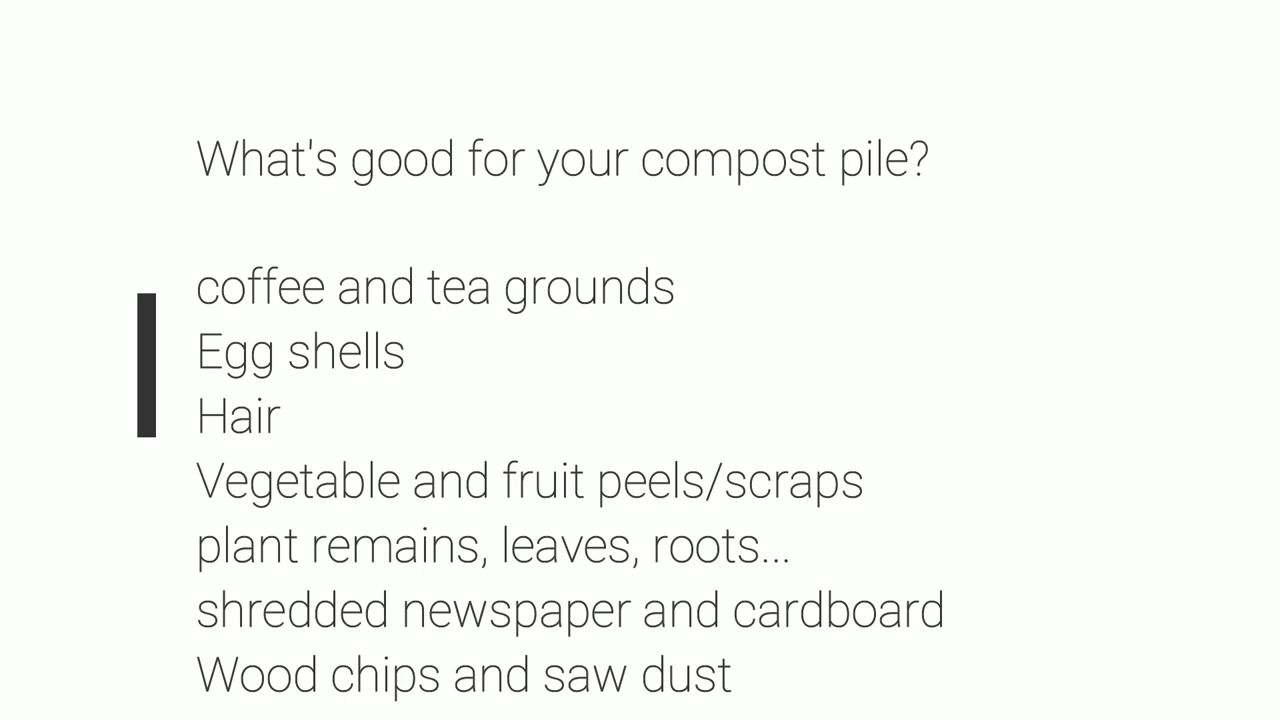 What's good for your compost pile?
coffee and tea grounds
Egg shells
Hair
Vegetable and fruit peels/scraps
plant remains, leaves, roots...
shredded newspaper and cardboard
Wood chips and saw dust